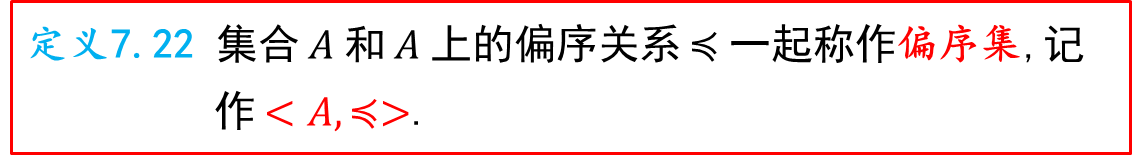 定义7.22 集合 A 和 A 上的偏序关系 ≼ 一起称作偏序集, 记
作 < A, ≼>.